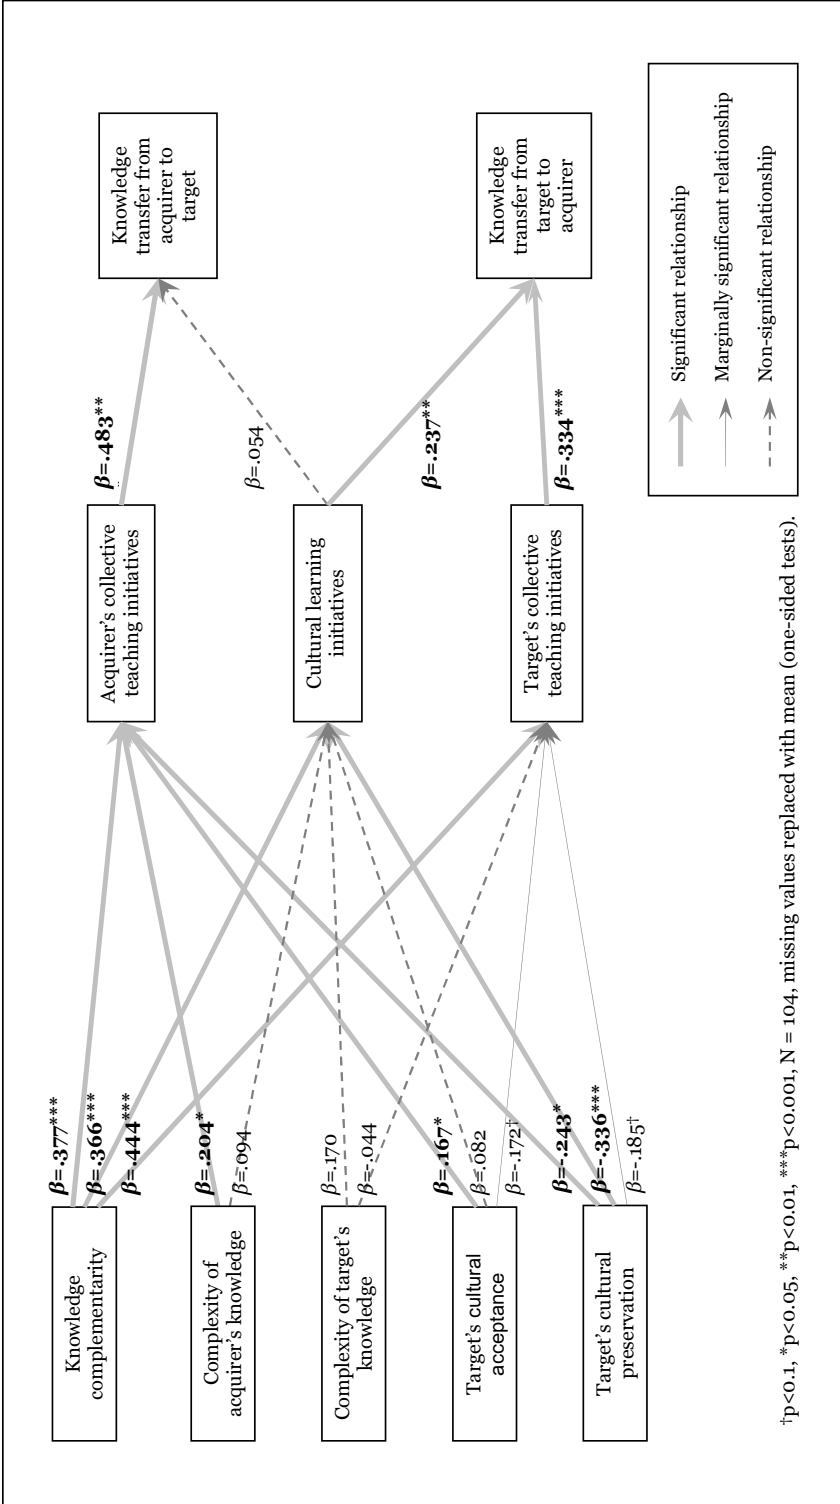 Knowledge
complementarity
Complexity of
acquirer's knowledge
Complexity of target's
knowledge
Target's cultural
acceptance
Target's cultural
preservation
β=.377***
β=.366***
β=.444***
β=.204*
β=.094
β=.170
β=-.044
β=.167*
β=.082
β=-.172†
β=-.243*
β=-.336***
β=-.185†
Acquirer's collective
teaching initiatives
Cultural learning
initiatives
Target's collective
teaching initiatives
β=.483**
β=.054
β=.237**
β=.334***
Knowledge
transfer from
acquirer to
target
Knowledge
transfer from
target to
acquirer
Significant relationship
Marginally significant relationship
Non-significant relationship
†p<0.1, *p<0.05, **p<0.01, ***p<0.001, N = 104, missing values replaced with mean (one-sided tests).